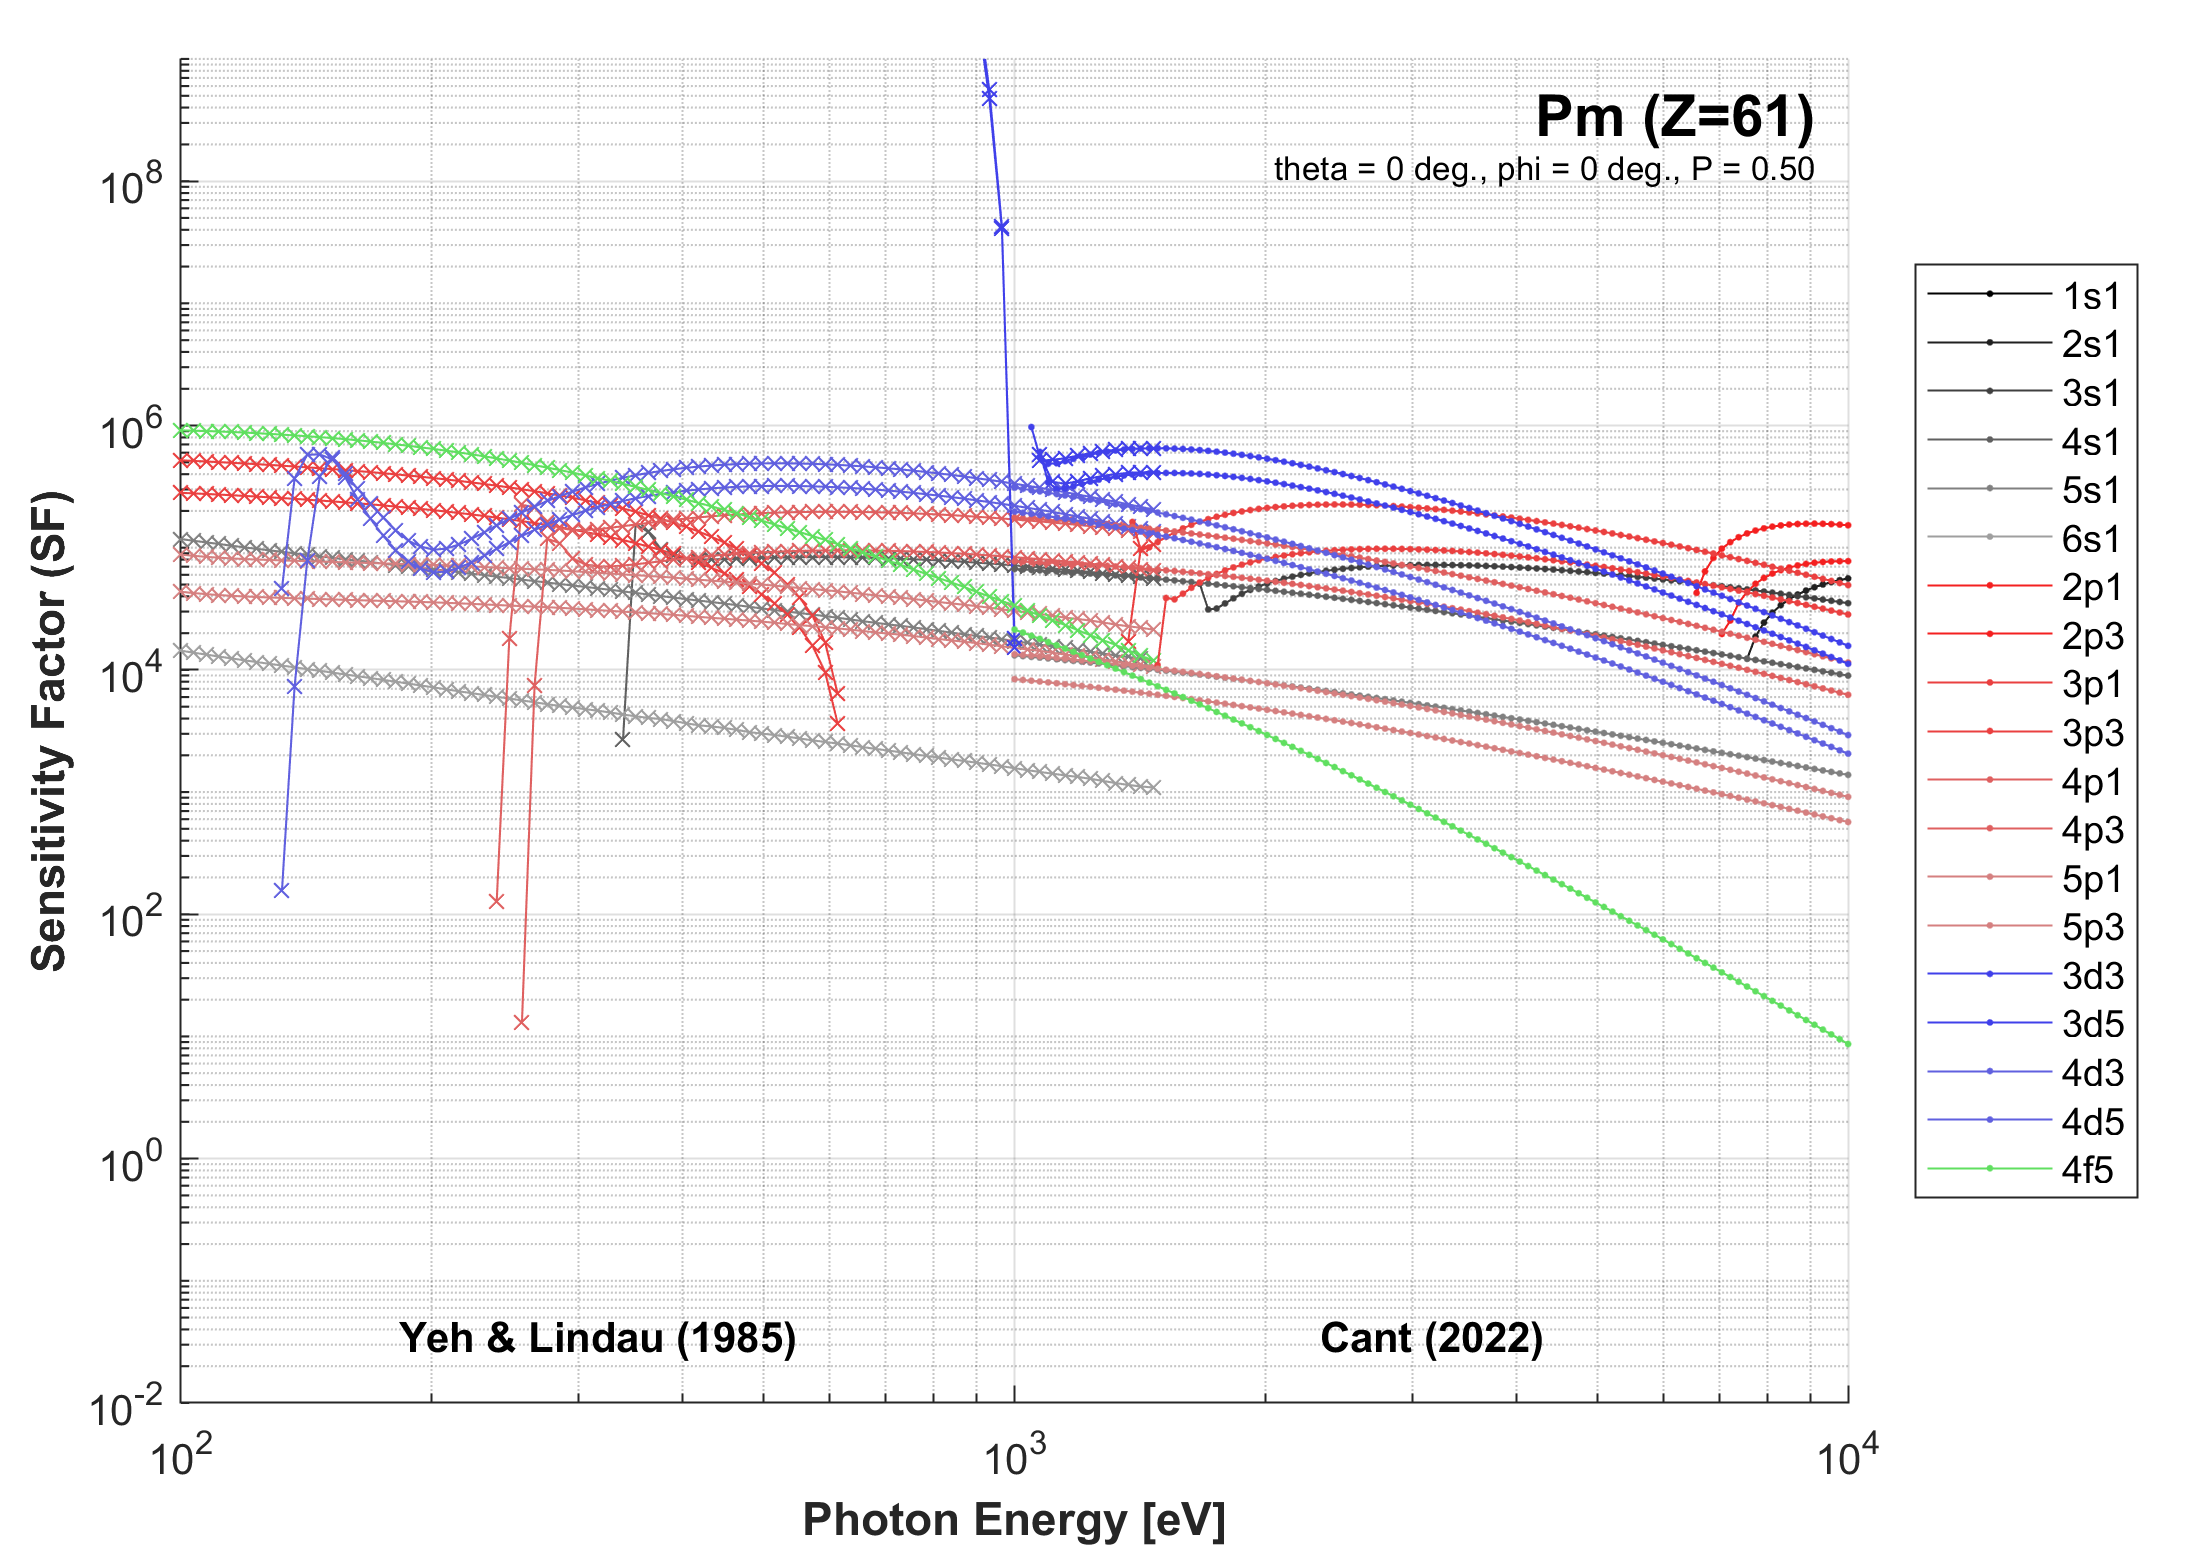 Pm (Z=61)
theta = 0 deg., phi = 0 deg., P = 0.50
Sensitivity Factor (SF)
10^8
10^6
10^4
10^2
10^0
10^-2
10^2
10^3
10^4
Photon Energy [eV]
Yeh & Lindau (1985)
Cant (2022)
1s1
2s1
3s1
4s1
5s1
6s1
2p1
2p3
3p1
3p3
4p1
4p3
5p1
5p3
3d3
3d5
4d3
4d5
4f5